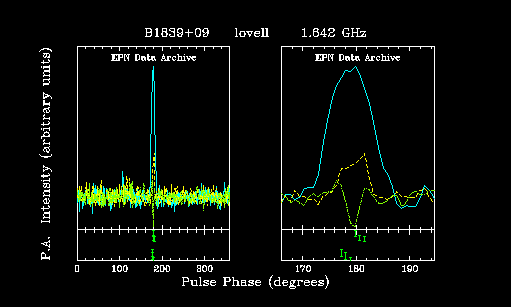 B1839+09 lovell 1.642 GHz
EPN Data Archive EPN Data Archive
P.A. Intensity (arbitrary units)
0 100 200 300 170 180 190
Pulse Phase (degrees)